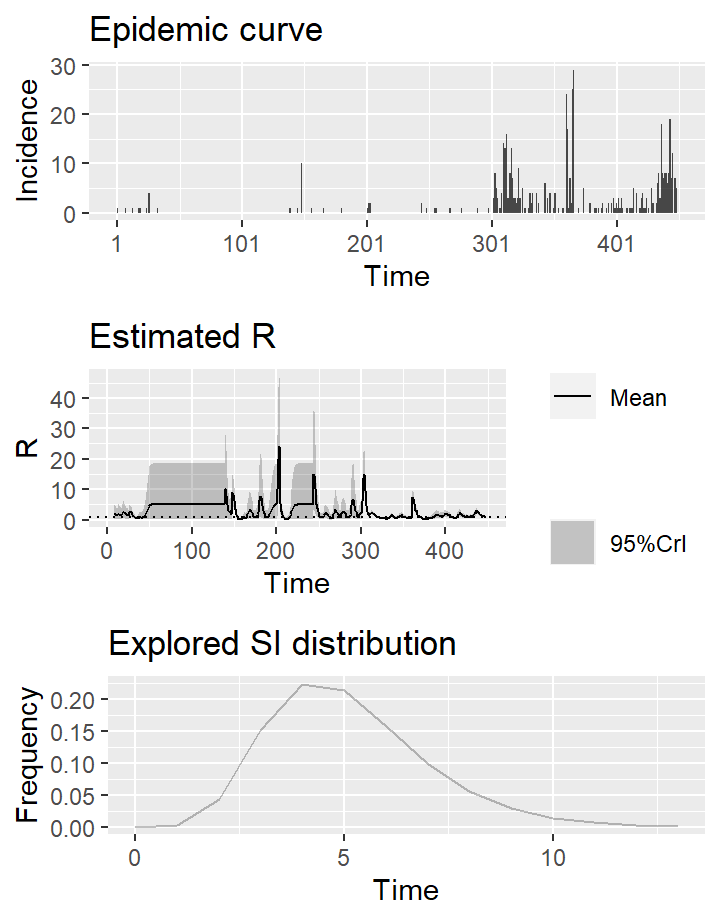 Epidemic curve
30
20
10
0
Incidence
1 101 201 301 401
Time
Estimated R
40
30
20
10
0
R
0 100 200 300 400
Time
Mean
95%CrI
Explored SI distribution
0.20
0.15
0.10
0.05
0.00
Frequency
0 5 10
Time